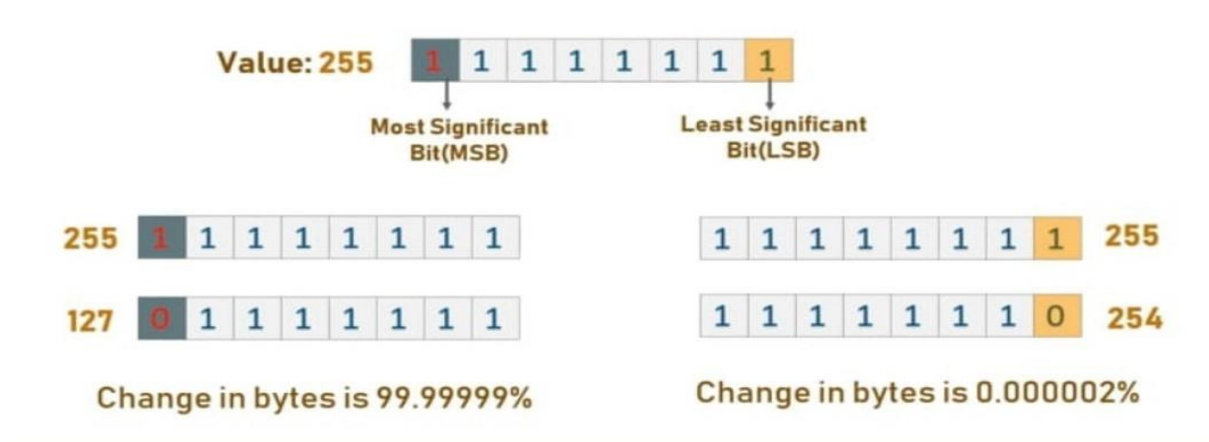 Value: 255 1 1 1 1 1 1 1 1
Most Significant
Bit(MSB)
Least Significant
Bit(LSB)
255 1 1 1 1 1 1 1 1
127 0 1 1 1 1 1 1 1
Change in bytes is 99.99999%
1 1 1 1 1 1 1 1 255
1 1 1 1 1 1 1 0 254
Change in bytes is 0.000002%